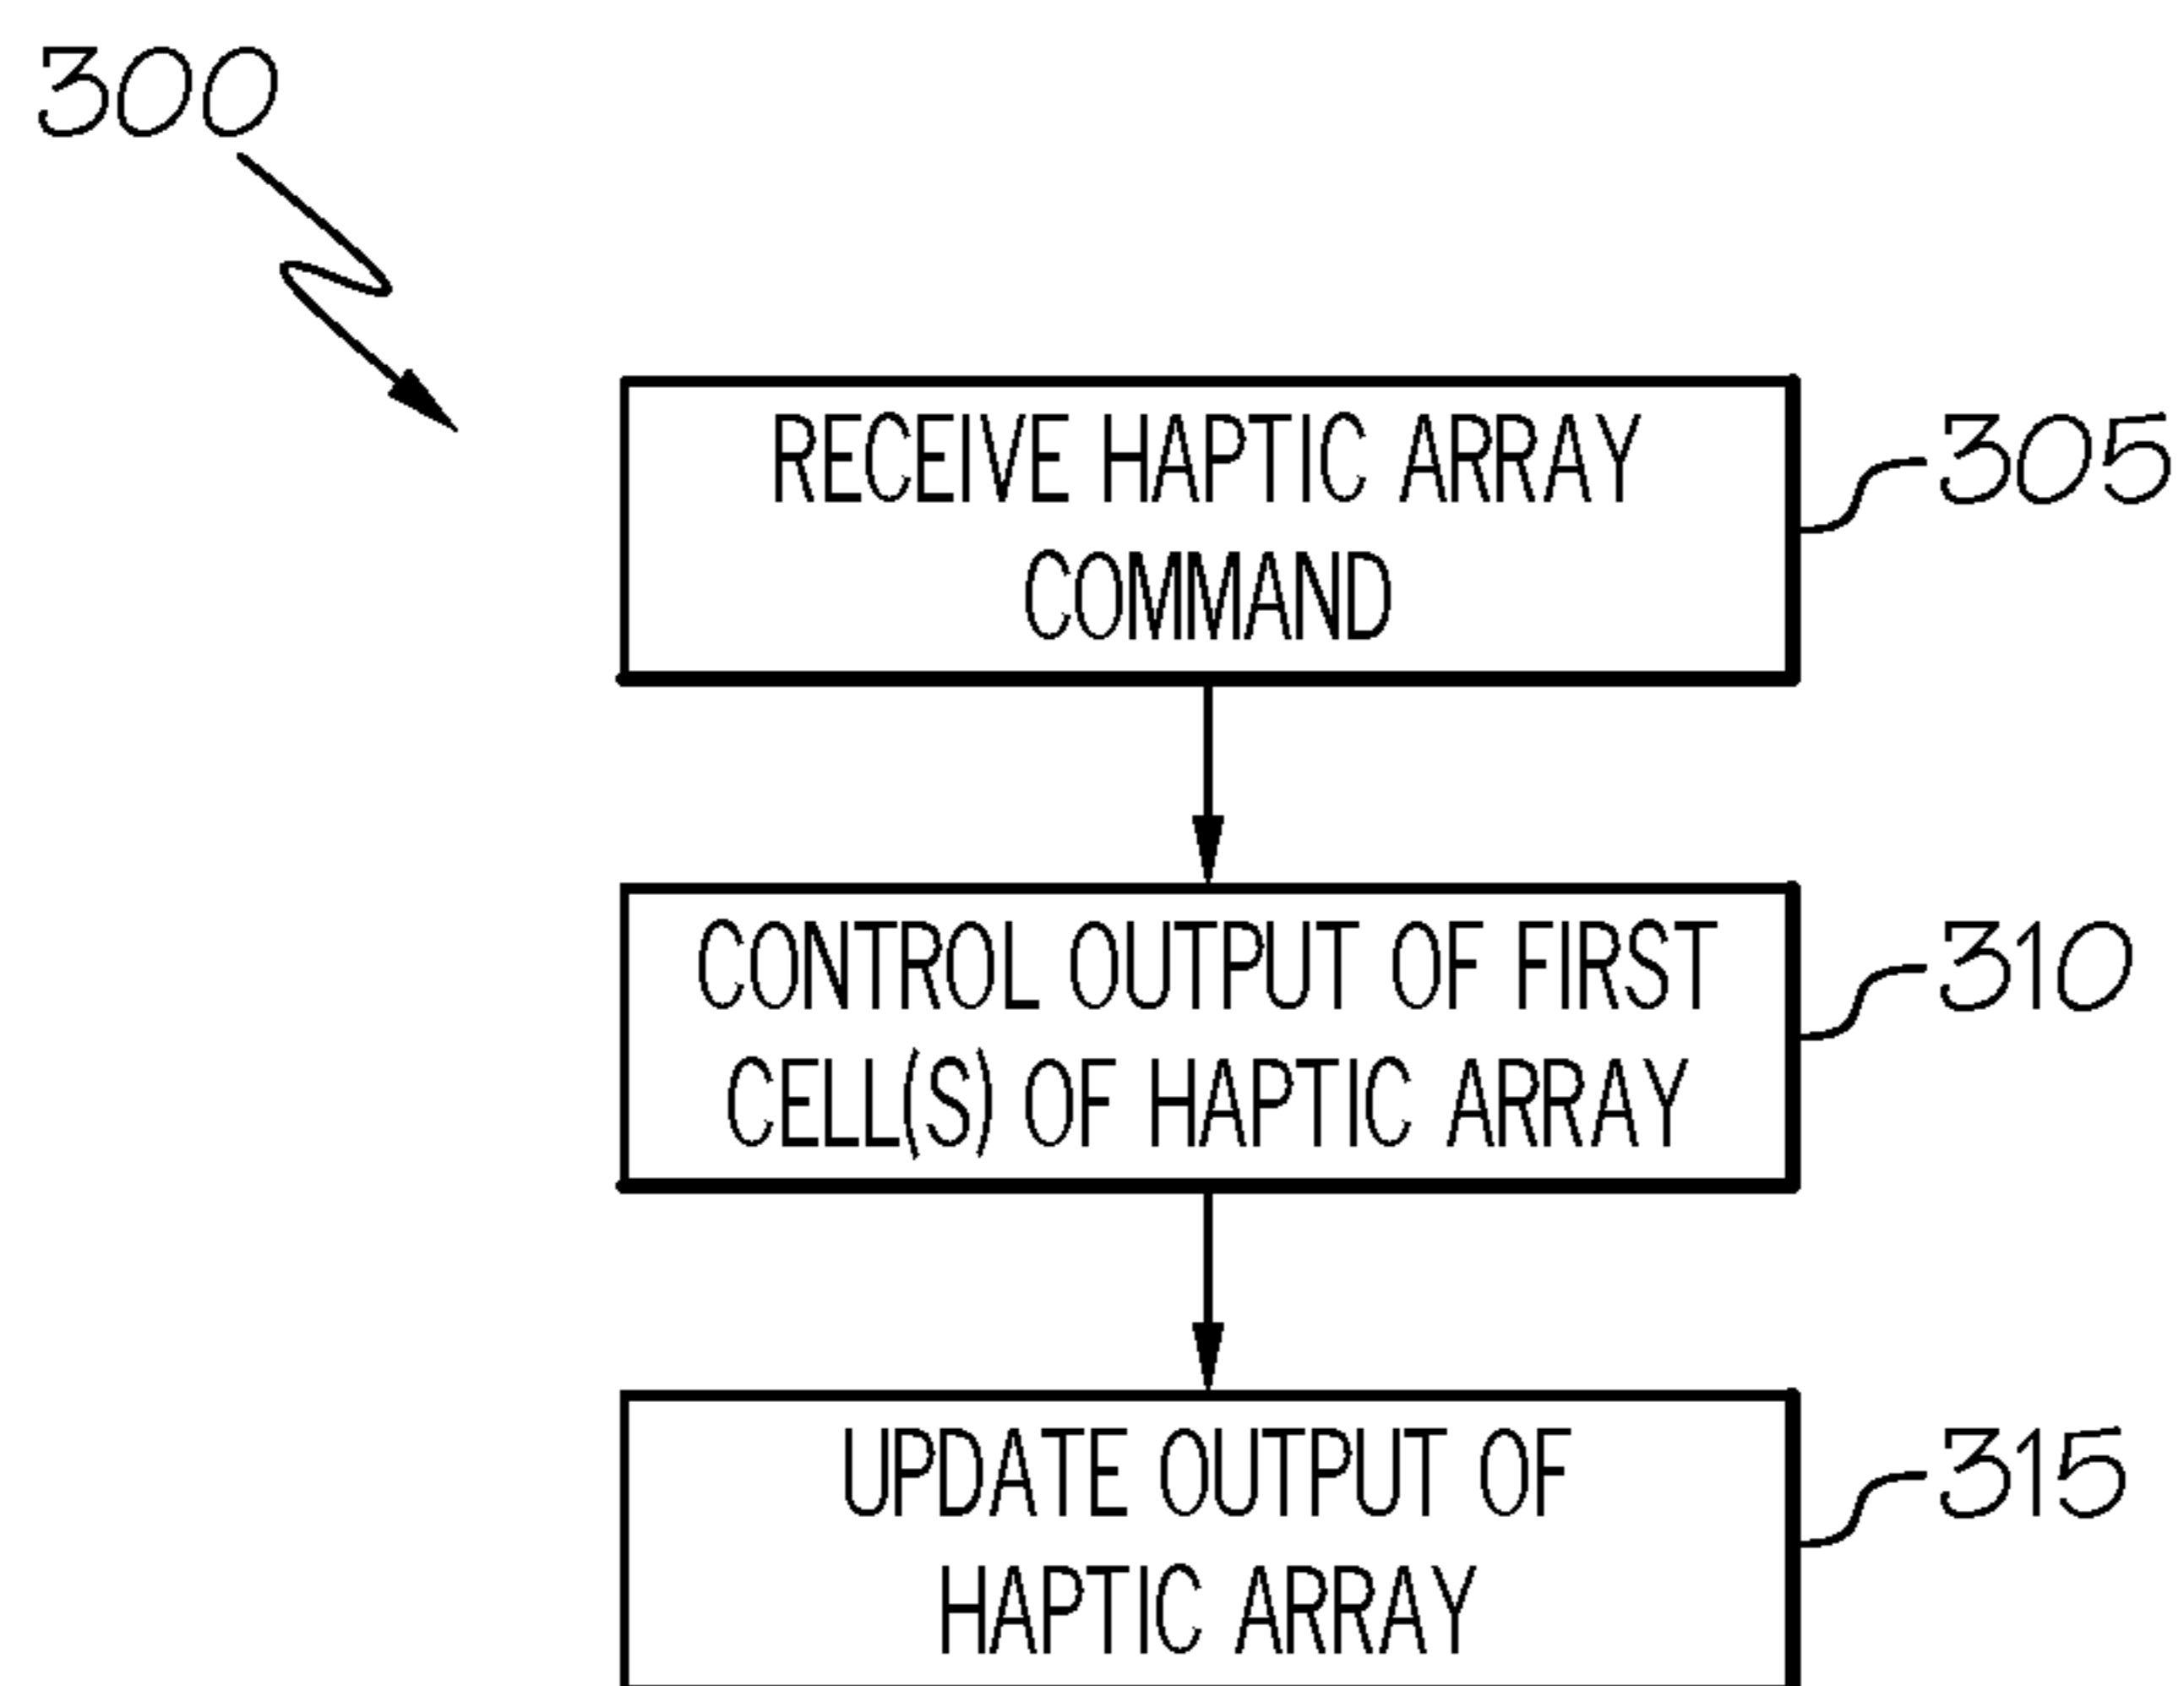 300
RECEIVE HAPTIC ARRAY
COMMAND
305
CONTROL OUTPUT OF FIRST
CELL(S) OF HAPTIC ARRAY
310
UPDATE OUTPUT OF
HAPTIC ARRAY
315